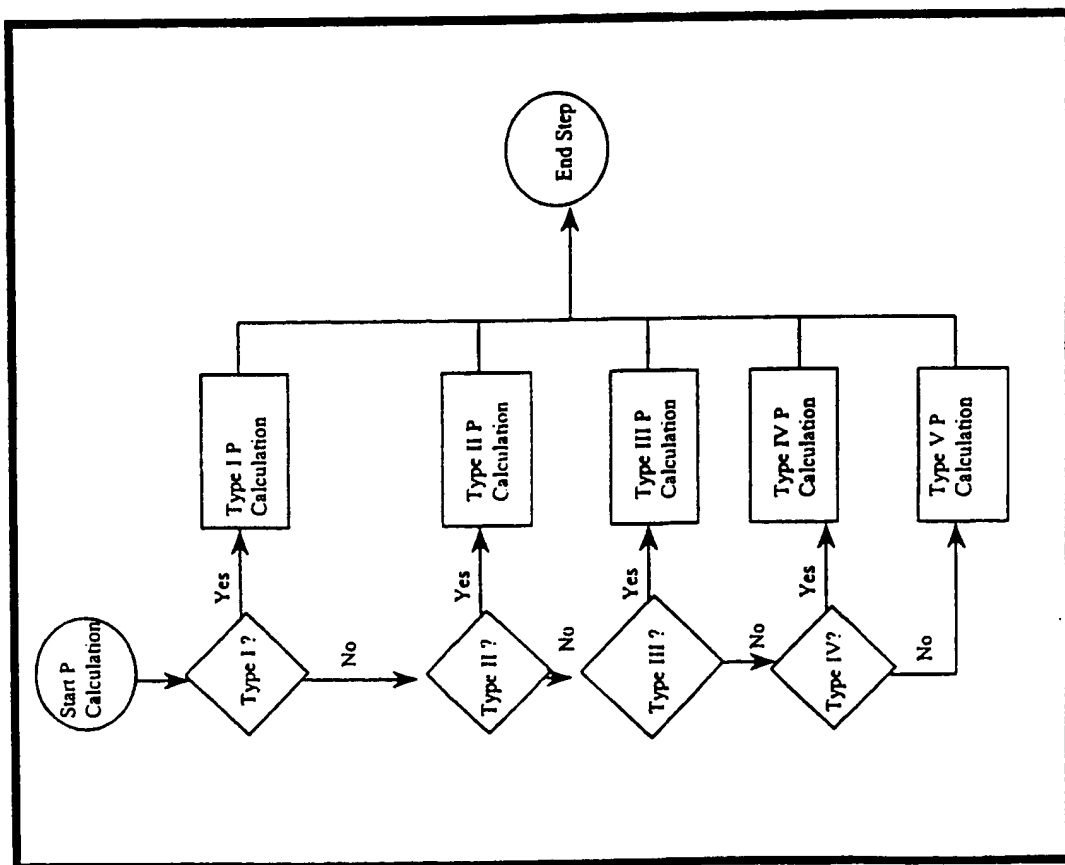 Start P
Calculation
Type I ?
Yes
Type I P
Calculation
No
Type II ?
Yes
Type II P
Calculation
No
Type III ?
Yes
Type III P
Calculation
No
Type IV?
Yes
Type IV P
Calculation
No
Type V P
Calculation
End Step